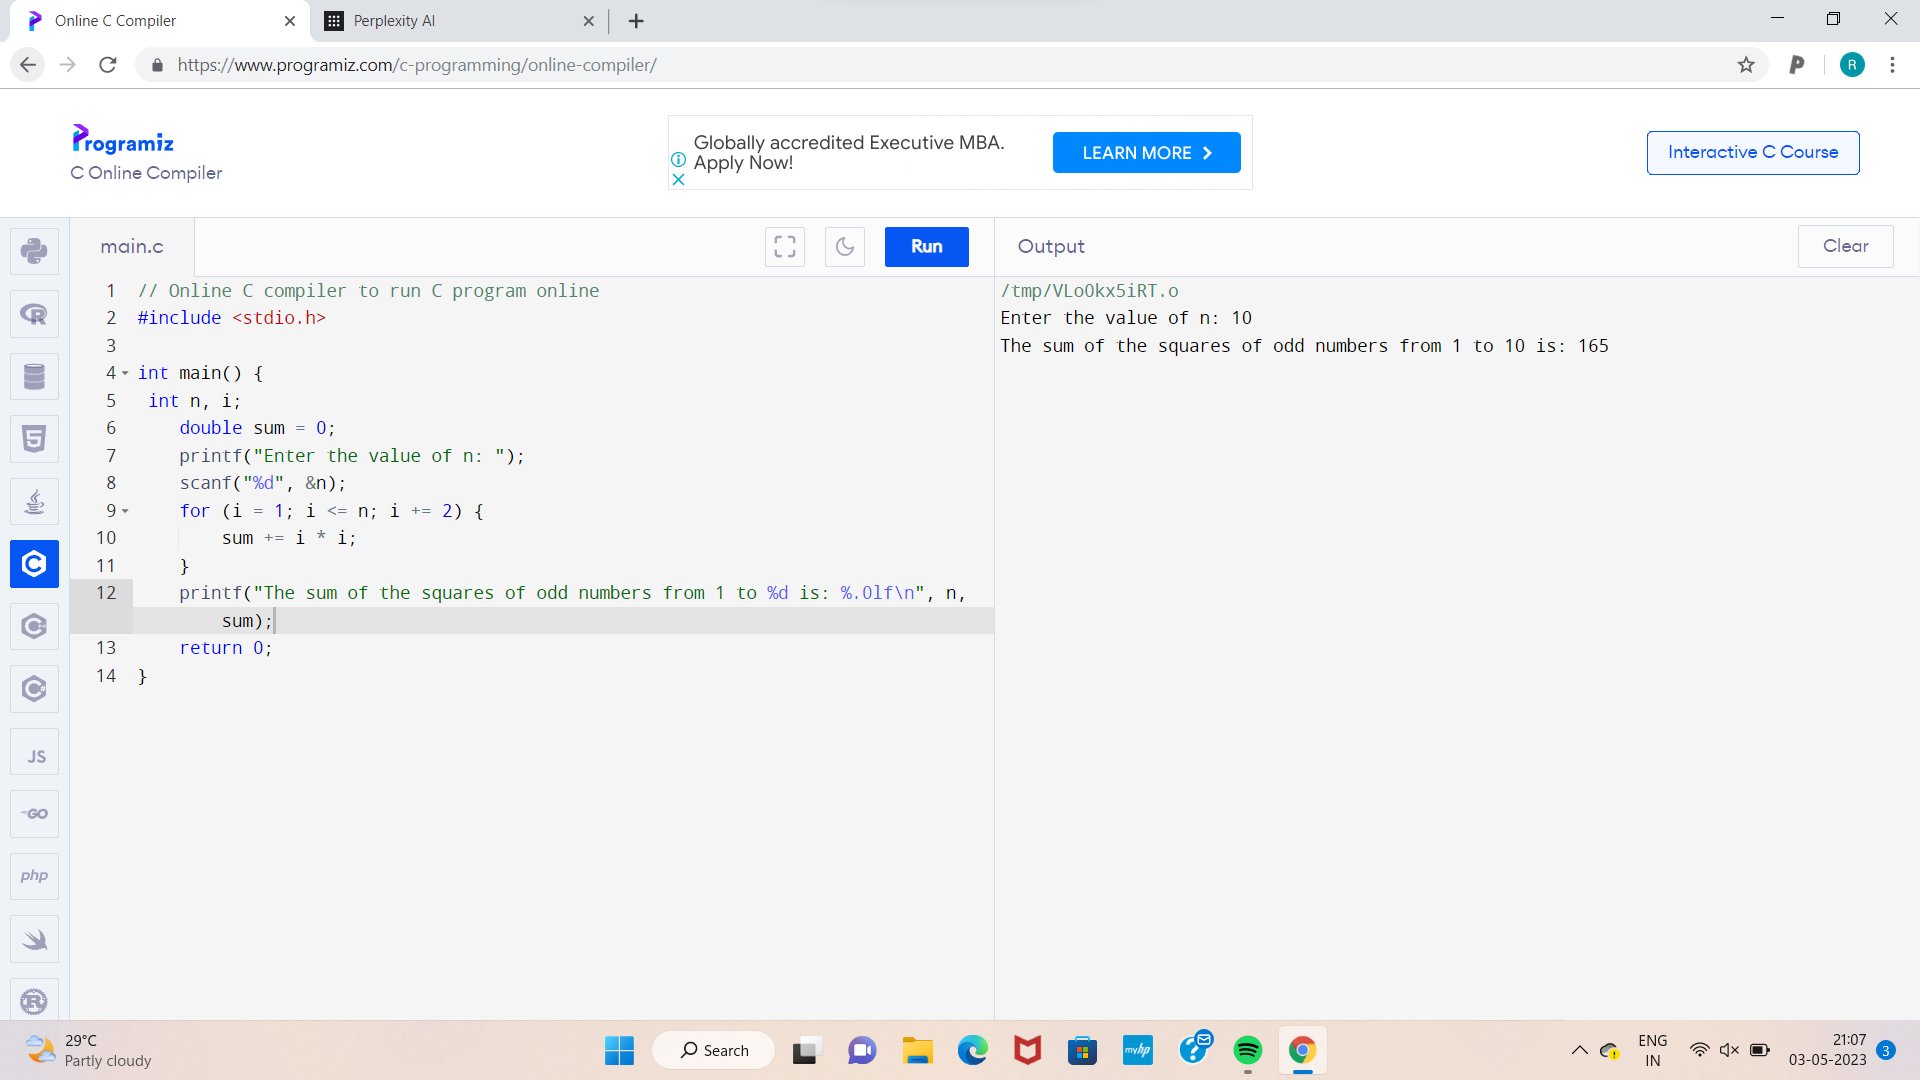 Online C Compiler
Perplexity AI
https://www.programiz.com/c-programming/online-compiler/
R
Programiz
C Online Compiler
Globally accredited Executive MBA.
Apply Now!
LEARN MORE
Interactive C Course
main.c
Run
Output
Clear
1 // Online C compiler to run C program online
2 #include <stdio.h>
3
4 int main() {
5 int n, i;
6 double sum = 0;
7 printf("Enter the value of n: ");
8 scanf("%d", &n);
9 for (i = 1; i <= n; i += 2) {
10 sum += i * i;
11 }
12 printf("The sum of the squares of odd numbers from 1 to %d is: %.0lf\n", n,
sum);
13 return 0;
14 }
/tmp/VLoOkx5iRT.o
Enter the value of n: 10
The sum of the squares of odd numbers from 1 to 10 is: 165
R
5
C
C
C
JS
GO
php
R
29°C
Partly cloudy
Search
myhp
ENG
IN
21:07
03-05-2023
3